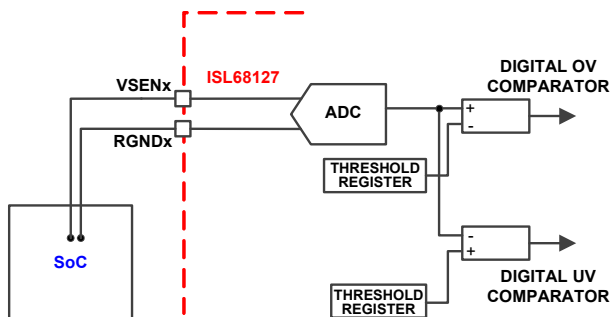 VSENx
ISL68127
DIGITAL OV
COMPARATOR
ADC
+
-
RGNDx
THRESHOLD
REGISTER
-
+
SoC
DIGITAL UV
COMPARATOR
THRESHOLD
REGISTER